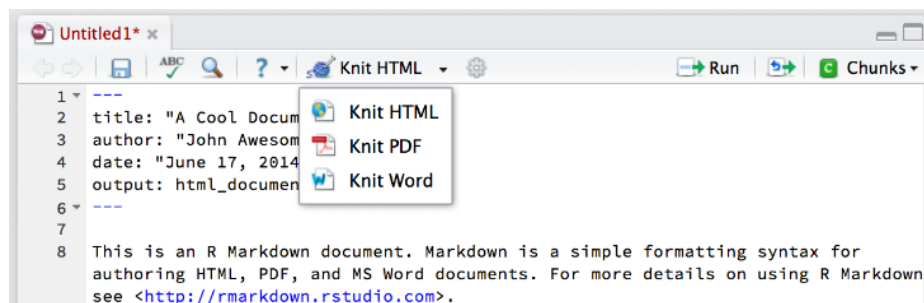 Untitled1*
ABC ? Knit HTML Run C Chunks
1 ---
2 title: "A Cool Docum
3 author: "John Awesom
4 date: "June 17, 2014
5 output: html_documen
6 ---
7
8 This is an R Markdown document. Markdown is a simple formatting syntax for
authoring HTML, PDF, and MS Word documents. For more details on using R Markdown
see <http://rmarkdown.rstudio.com>.
Knit HTML
Knit PDF
Knit Word